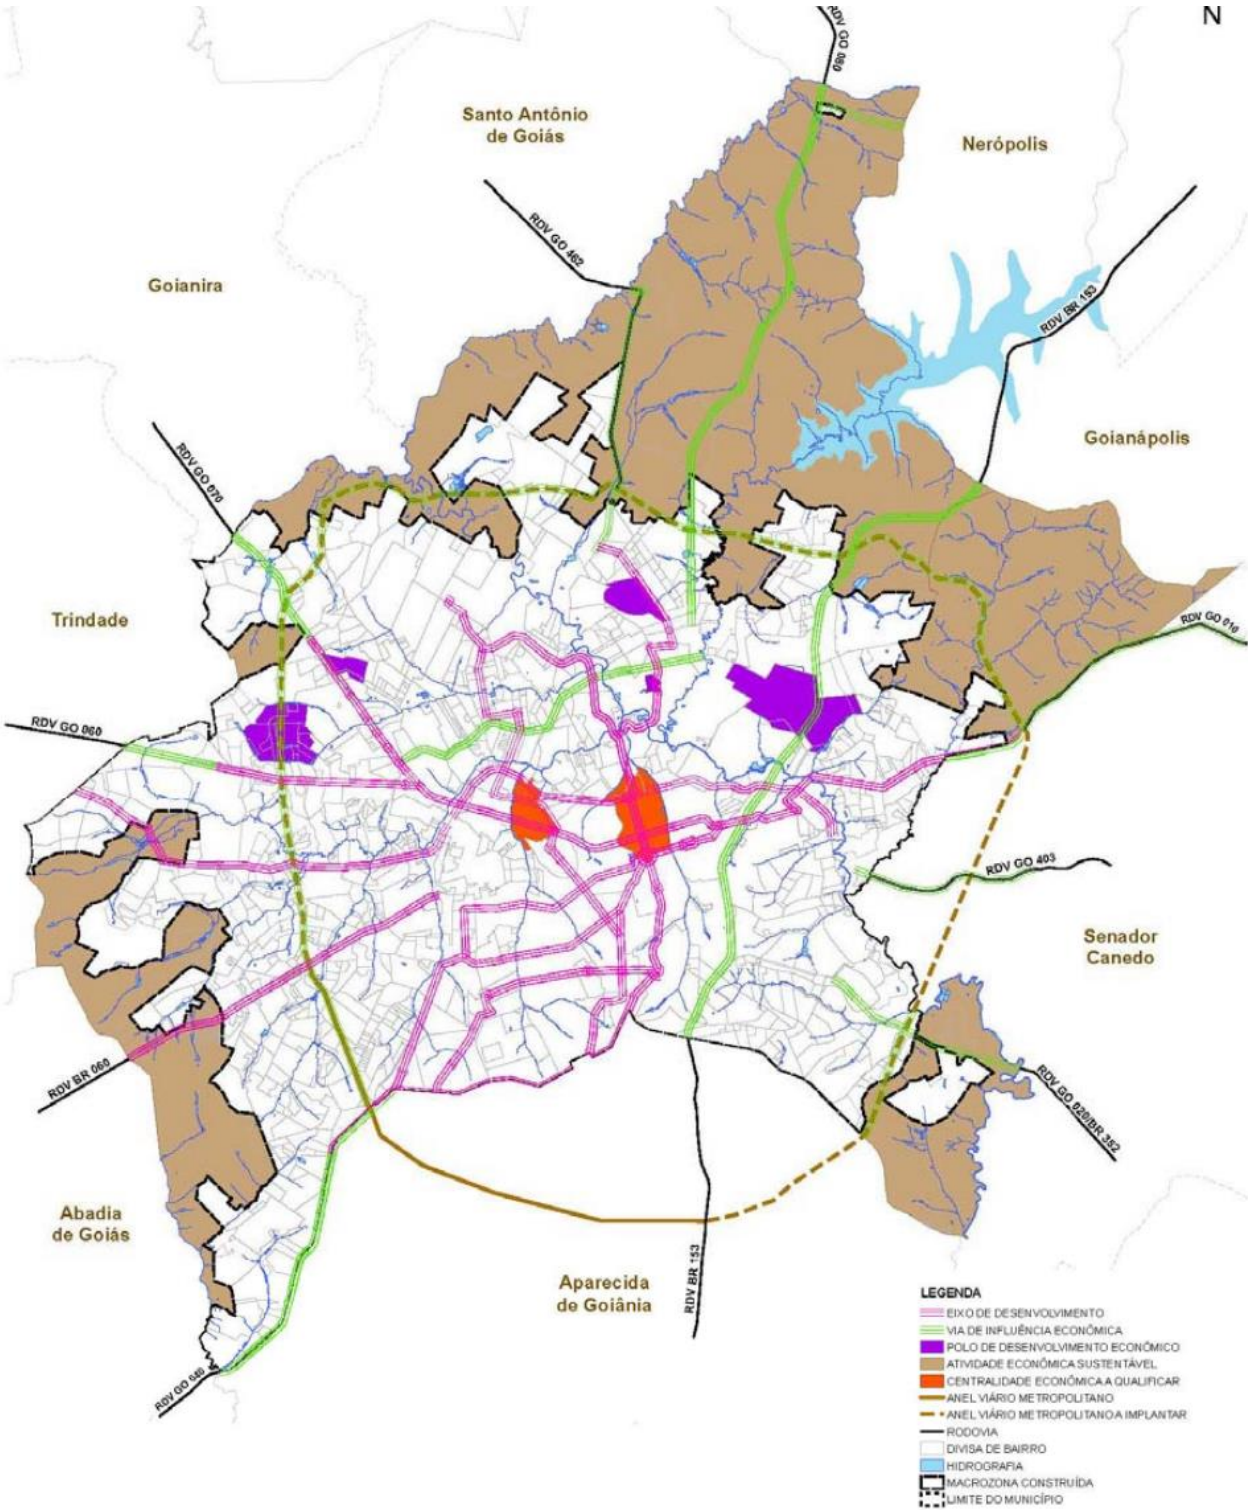 N
RDV GO 080
Santo Antônio
de Goiás
Nerópolis
RDV GO 462
Goianira
RDV BR 153
Goianápolis
RDV GO 070
Trindade
RDV GO 010
RDV GO 060
RDV GO 403
Senador
Canedo
RDV BR 060
RDV GO 020/BR 352
Abadia
de Goiás
Aparecida
de Goiânia
RDV BR 153
RDV GO 040
LEGENDA
EIXO DE DESENVOLVIMENTO
VIA DE INFLUÊNCIA ECONÔMICA
POLO DE DESENVOLVIMENTO ECONÔMICO
ATIVIDADE ECONÔMICA SUSTENTÁVEL
CENTRALIDADE ECONÔMICA A QUALIFICAR
ANEL VIÁRIO METROPOLITANO
ANEL VIÁRIO METROPOLITANO A IMPLANTAR
RODOVIA
DIVISA DE BAIRRO
HIDROGRAFIA
MACROZONA CONSTRUÍDA
LIMITE DO MUNICÍPIO